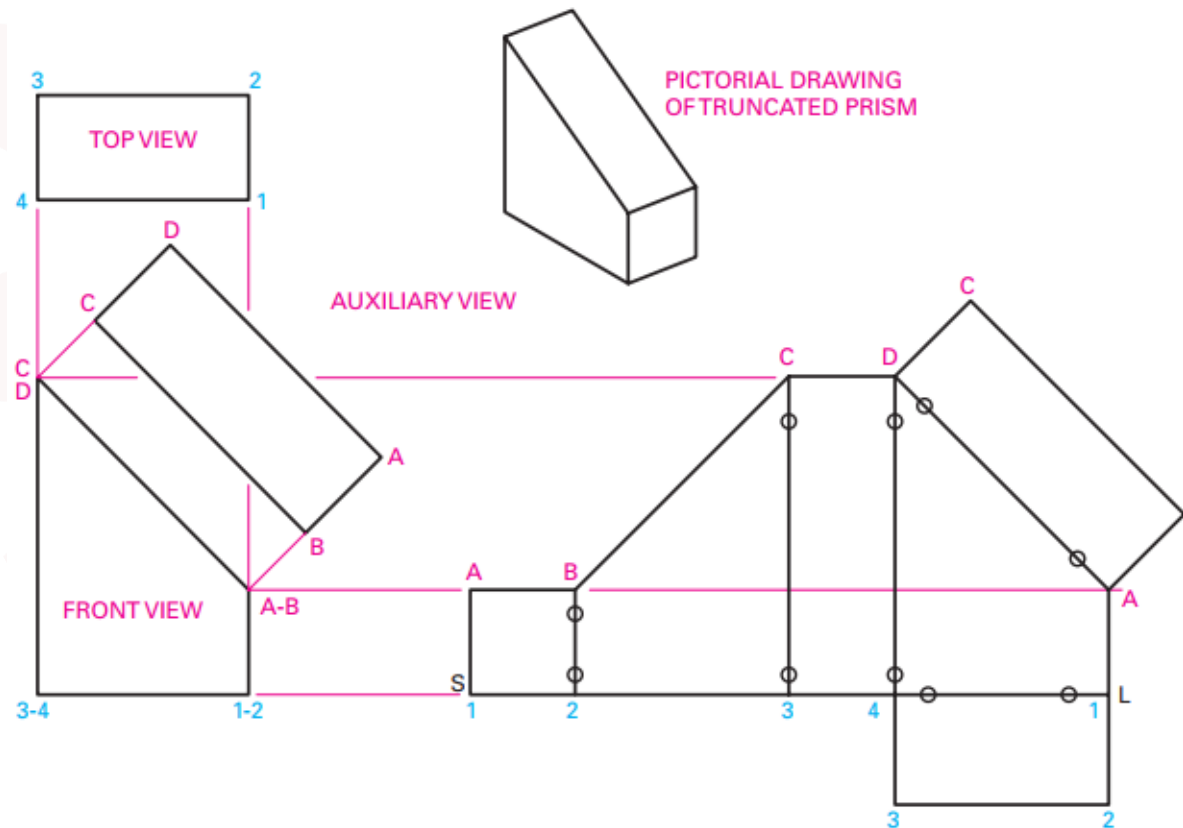 3
2
TOP VIEW
4
1
PICTORIAL DRAWING
OF TRUNCATED PRISM
D
C
AUXILIARY VIEW
C
D
A
B
A-B
FRONT VIEW
3-4
1-2
C
C
D
A
B
A
S
L
1
2
3
4
1
3
2